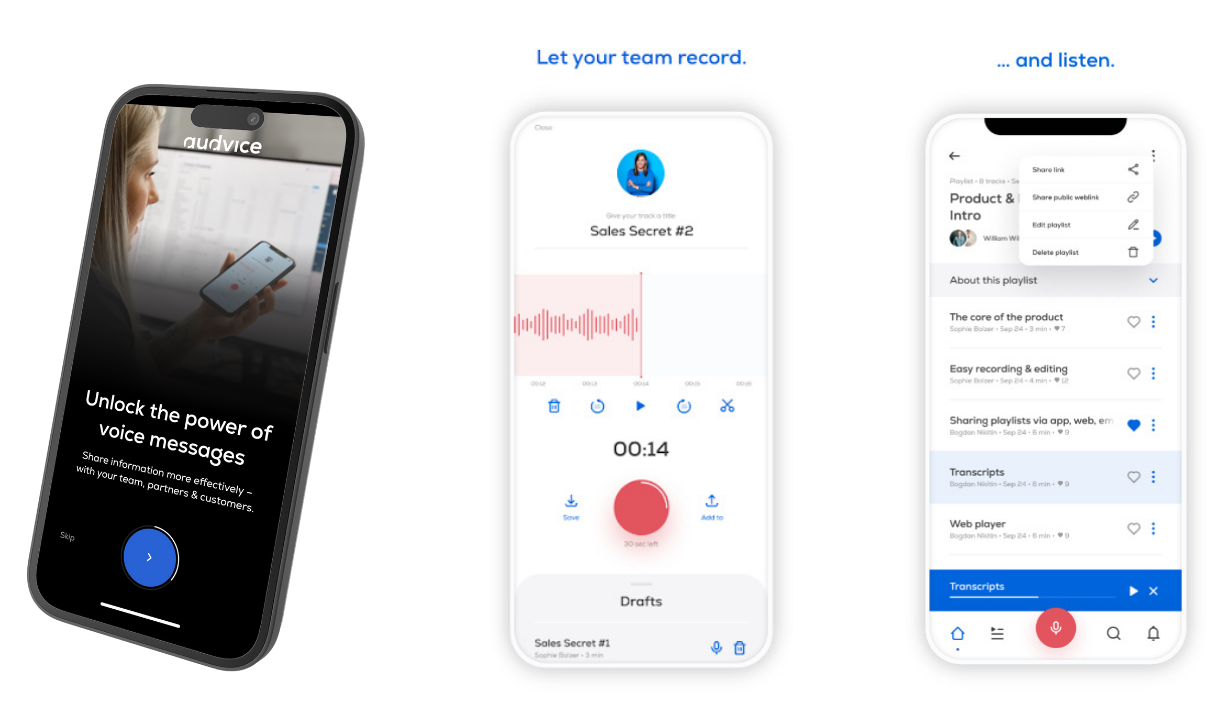 audvice
Unlock the power of
voice messages
Share information more effectively –
with your team, partners & customers.
Skip
Let your team record.
Close
Give your track a title
Sales Secret #2
00:12 00:13 00:14 00:15 00:16
00:14
Save
Add to
30 sec left
Drafts
Sales Secret #1
Sophie Bolzer • 3 min
... and listen.
Share link
Share public weblink
Edit playlist
Delete playlist
Playlist • 6 tracks • Se
Product &
Intro
William Wil
About this playlist
The core of the product
Sophie Bolzer • Sep 24 • 3 min • ♥ 7
Easy recording & editing
Sophie Bolzer • Sep 24 • 4 min • ♥ 12
Sharing playlists via app, web, em
Bogdan Nikitin • Sep 24 • 6 min • ♥ 9
Transcripts
Bogdan Nikitin • Sep 24 • 6 min • ♥ 9
Web player
Bogdan Nikitin • Sep 24 • 6 min • ♥ 9
Transcripts